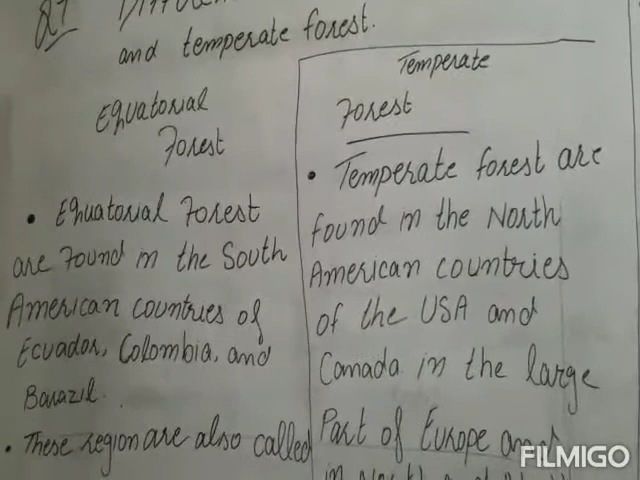 Q1
and temperate forest.
Equatorial
Forest
• Equatorial Forest
are Found in the South
American countries of
Ecuador, Colombia, and
Barazil.
• These region are also called
Temperate
Forest
• Temperate forest are
found in the North
American countries
of the USA and
Canada in the large
Part of Europe and
FILMIGO